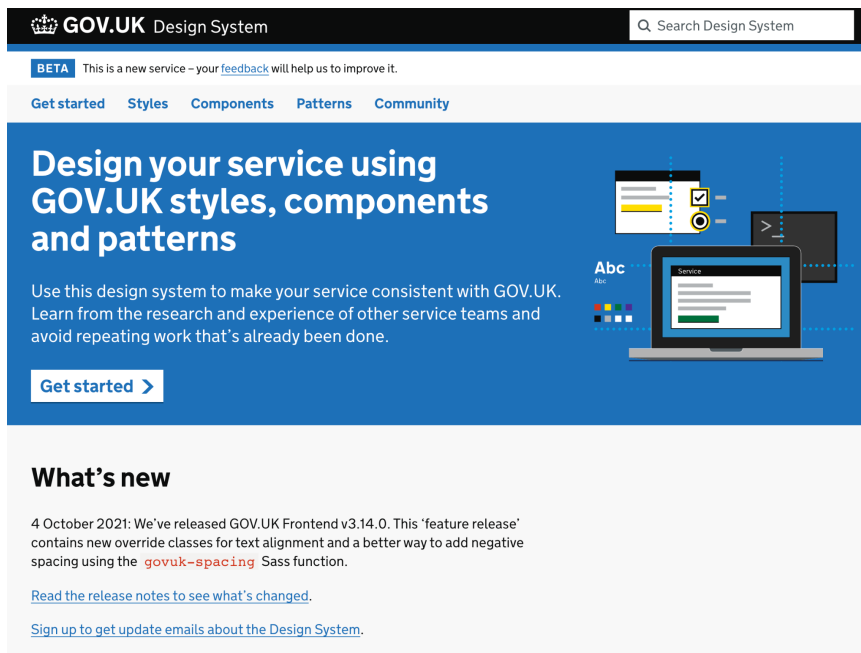 GOV.UK Design System
Search Design System
BETA This is a new service – your feedback will help us to improve it.
Get started Styles Components Patterns Community
Design your service using
GOV.UK styles, components
and patterns
Use this design system to make your service consistent with GOV.UK.
Learn from the research and experience of other service teams and
avoid repeating work that’s already been done.
Get started
>_
Abc
Abc
Service
What’s new
4 October 2021: We’ve released GOV.UK Frontend v3.14.0. This ‘feature release’
contains new override classes for text alignment and a better way to add negative
spacing using the govuk-spacing Sass function.
Read the release notes to see what’s changed.
Sign up to get update emails about the Design System.